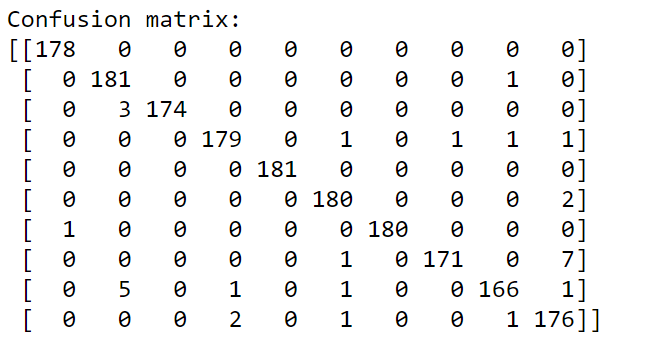 Confusion matrix:
[[178   0   0   0   0   0   0   0   0   0]
 [  0 181   0   0   0   0   0   0   1   0]
 [  0   3 174   0   0   0   0   0   0   0]
 [  0   0   0 179   0   1   0   1   1   1]
 [  0   0   0   0 181   0   0   0   0   0]
 [  0   0   0   0   0 180   0   0   0   2]
 [  1   0   0   0   0   0 180   0   0   0]
 [  0   0   0   0   0   1   0 171   0   7]
 [  0   5   0   1   0   1   0   0 166   1]
 [  0   0   0   2   0   1   0   0   1 176]]